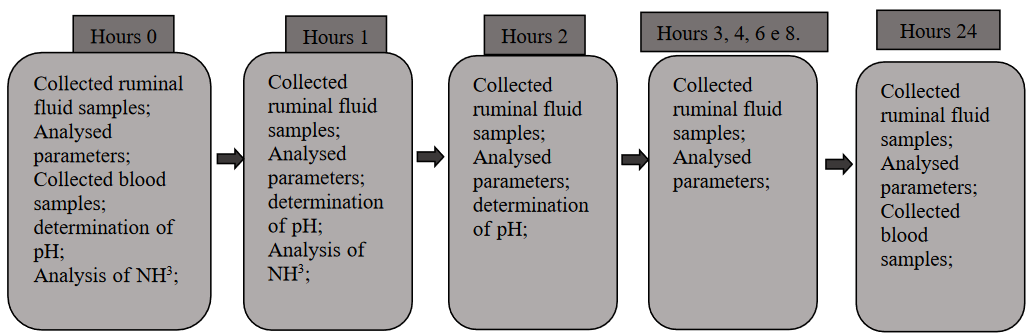 Hours 0
Collected ruminal
fluid samples;
Analysed
parameters;
Collected blood
samples;
determination of
pH;
Analysis of NH³;
Hours 1
Collected
ruminal fluid
samples;
Analysed
parameters;
determination
of pH;
Analysis of
NH³;
Hours 2
Collected
ruminal fluid
samples;
Analysed
parameters;
determination
of pH;
Hours 3, 4, 6 e 8.
Collected
ruminal fluid
samples;
Analysed
parameters;
Hours 24
Collected
ruminal fluid
samples;
Analysed
parameters;
Collected
blood
samples;